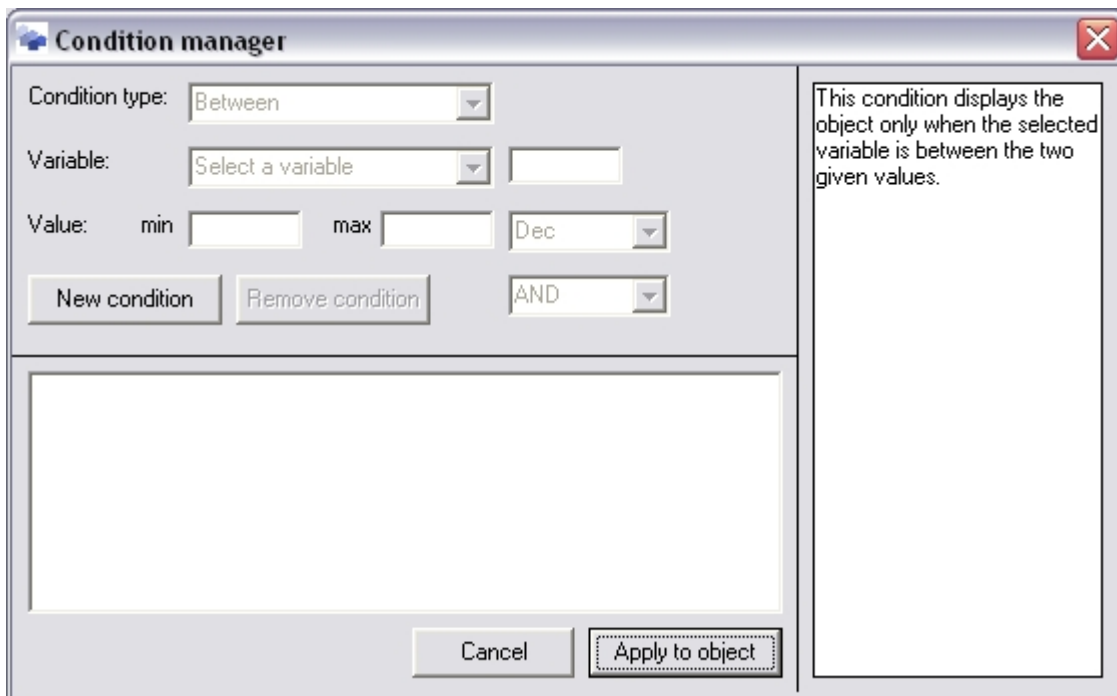 Condition manager
Condition type: Between
Variable: Select a variable
Value: min max Dec
New condition Remove condition AND
Cancel Apply to object
This condition displays the
object only when the selected
variable is between the two
given values.